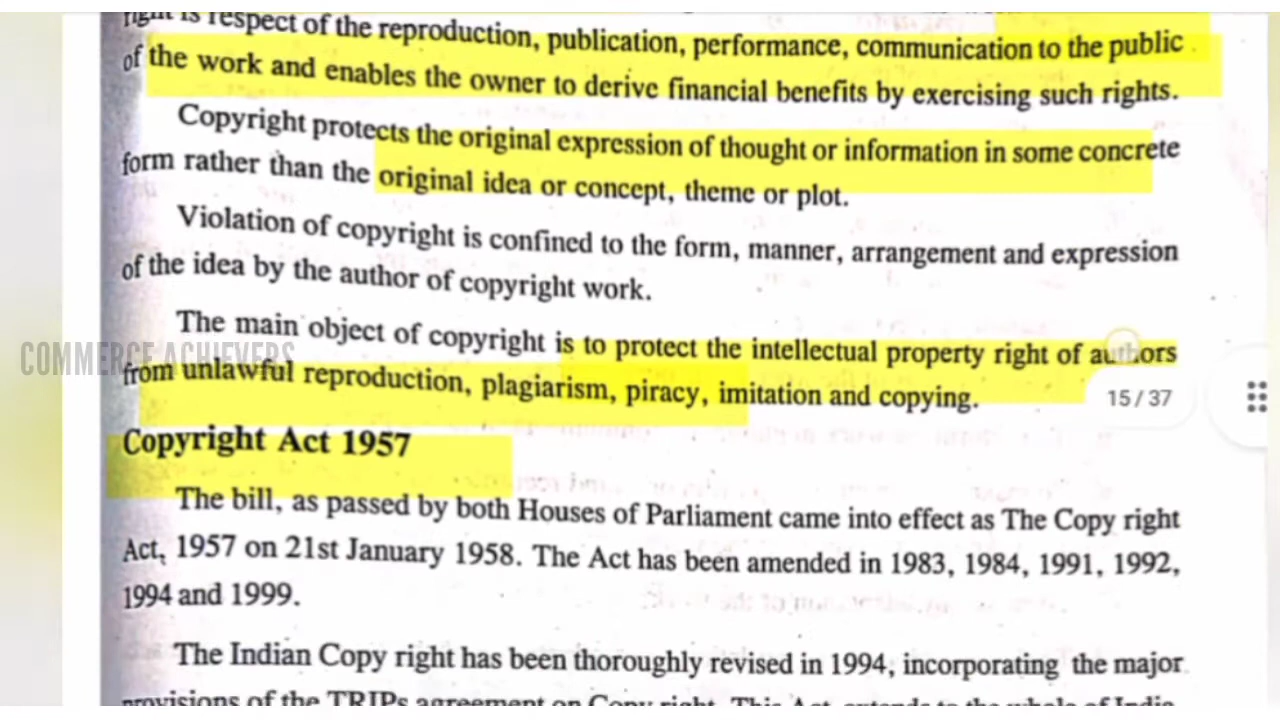 right is respect of the reproduction, publication, performance, communication to the public
of the work and enables the owner to derive financial benefits by exercising such rights.
Copyright protects the original expression of thought or information in some concrete
form rather than the original idea or concept, theme or plot.
Violation of copyright is confined to the form, manner, arrangement and expression
of the idea by the author of copyright work.
The main object of copyright is to protect the intellectual property right of authors
COMMERCE ACHIEVERS
from unlawful reproduction, plagiarism, piracy, imitation and copying.
15/37
Copyright Act 1957
The bill, as passed by both Houses of Parliament came into effect as The Copy right
Act, 1957 on 21st January 1958. The Act has been amended in 1983, 1984, 1991, 1992,
1994 and 1999.
The Indian Copy right has been thoroughly revised in 1994, incorporating the major
provisions of the TRIPs agreement on Copy right. This Act, extends to the whole of India